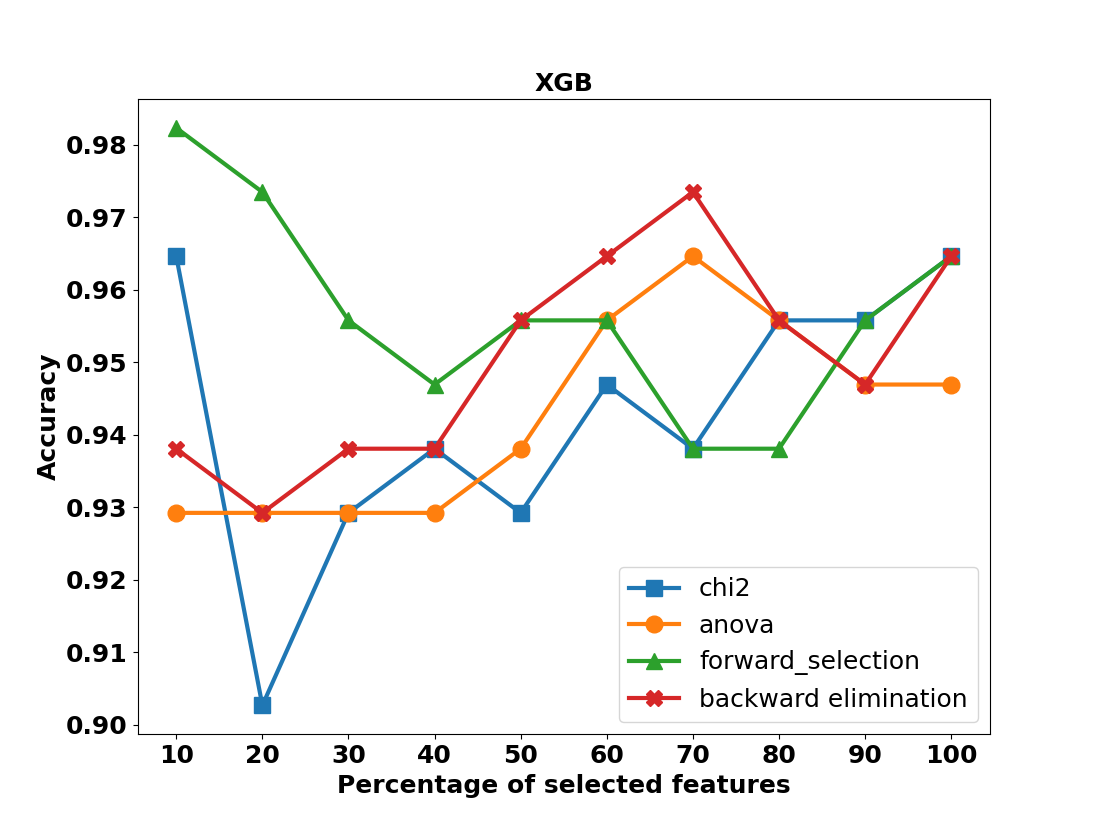 XGB
Accuracy
0.98
0.97
0.96
0.95
0.94
0.93
0.92
0.91
0.90
chi2
anova
forward_selection
backward elimination
10 20 30 40 50 60 70 80 90 100
Percentage of selected features